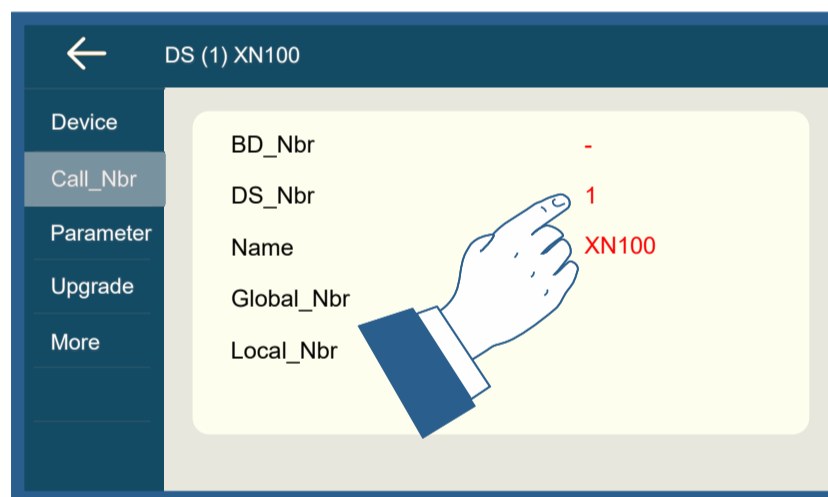 DS (1) XN100
Device
Call_Nbr
Parameter
Upgrade
More
BD_Nbr -
DS_Nbr 1
Name XN100
Global_Nbr
Local_Nbr